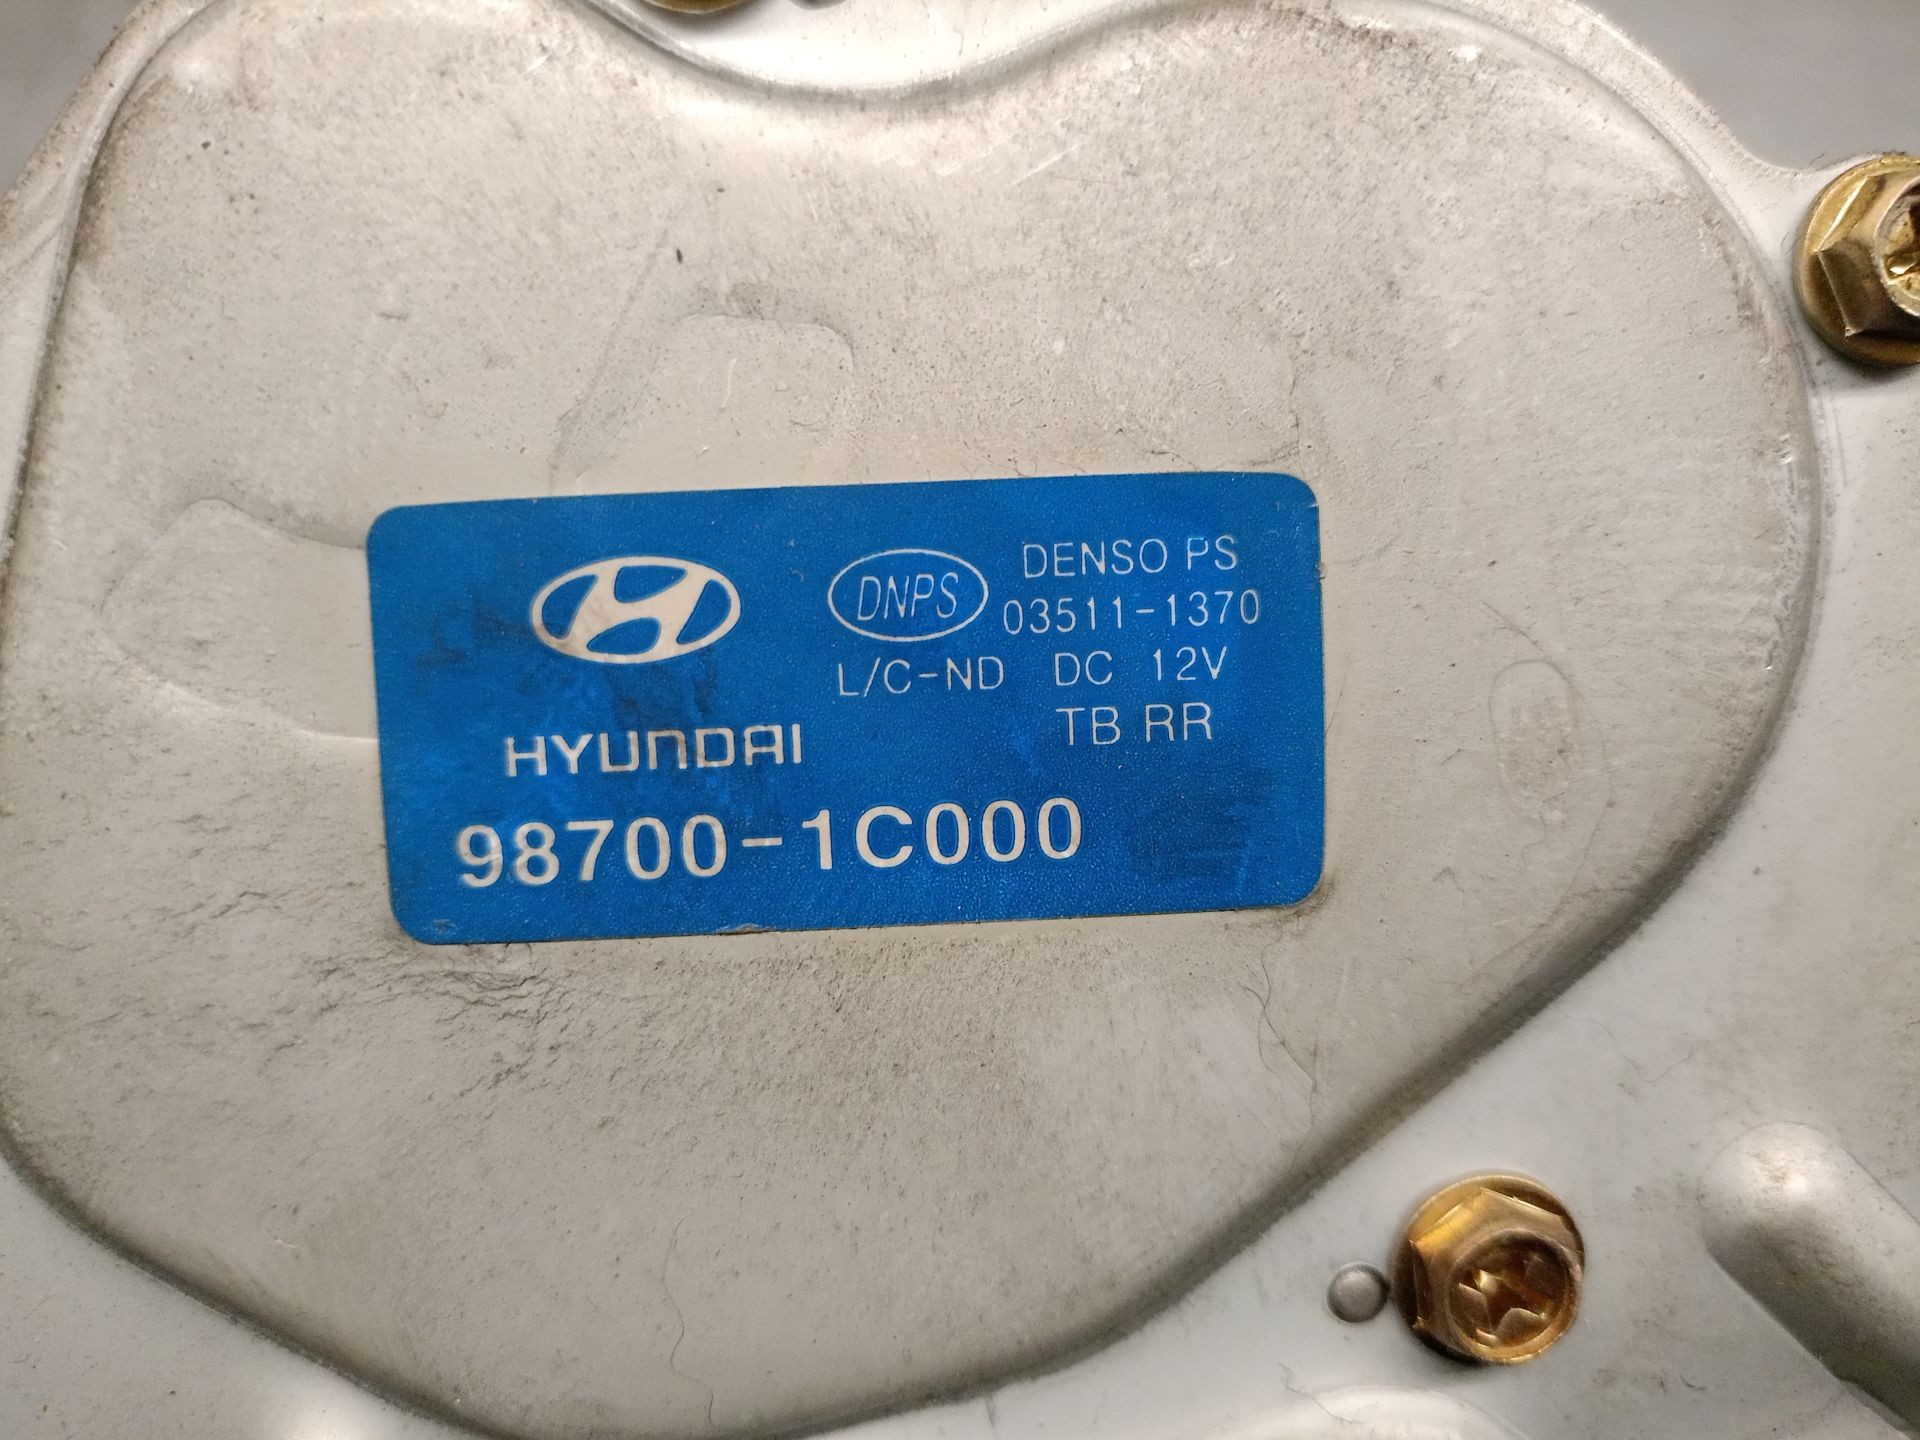 DNPS
DENSO PS
03511-1370
L/C-ND DC 12V
TB RR
HYUNDAI
98700-1C000